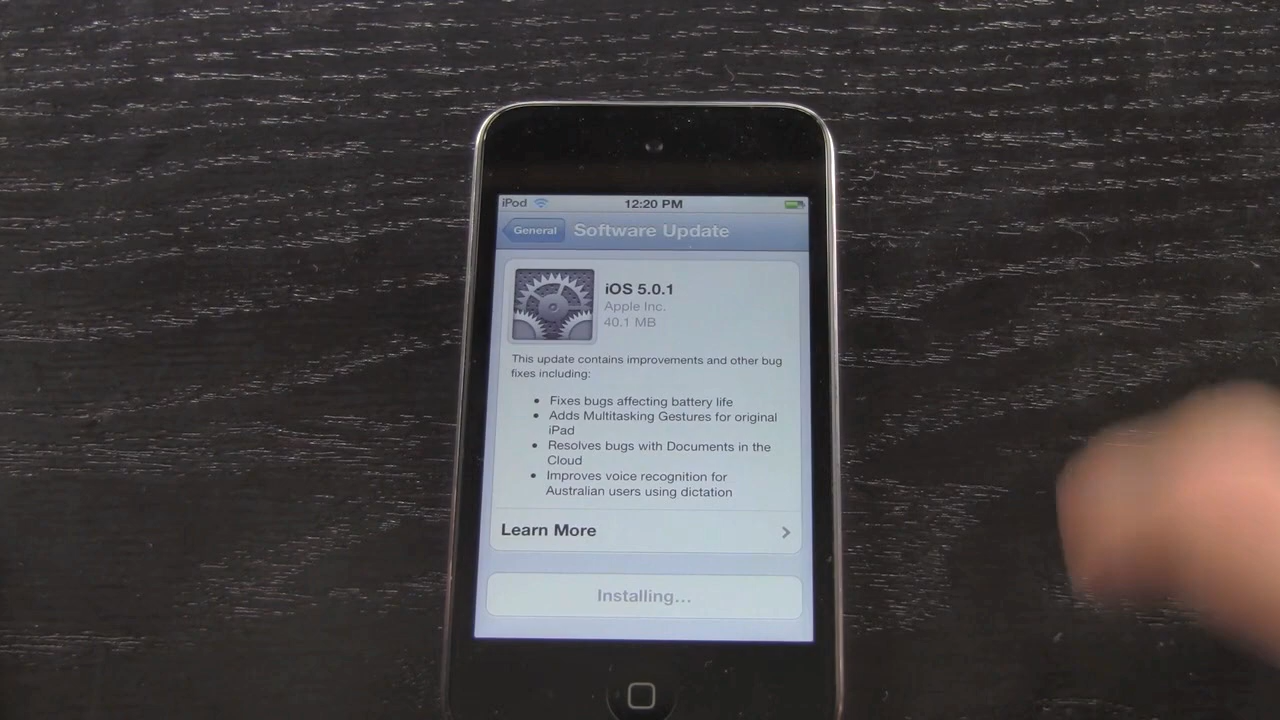 iPod 12:20 PM
General Software Update
iOS 5.0.1
Apple Inc.
40.1 MB
This update contains improvements and other bug
fixes including:
• Fixes bugs affecting battery life
• Adds Multitasking Gestures for original
iPad
• Resolves bugs with Documents in the
Cloud
• Improves voice recognition for
Australian users using dictation
Learn More
Installing...